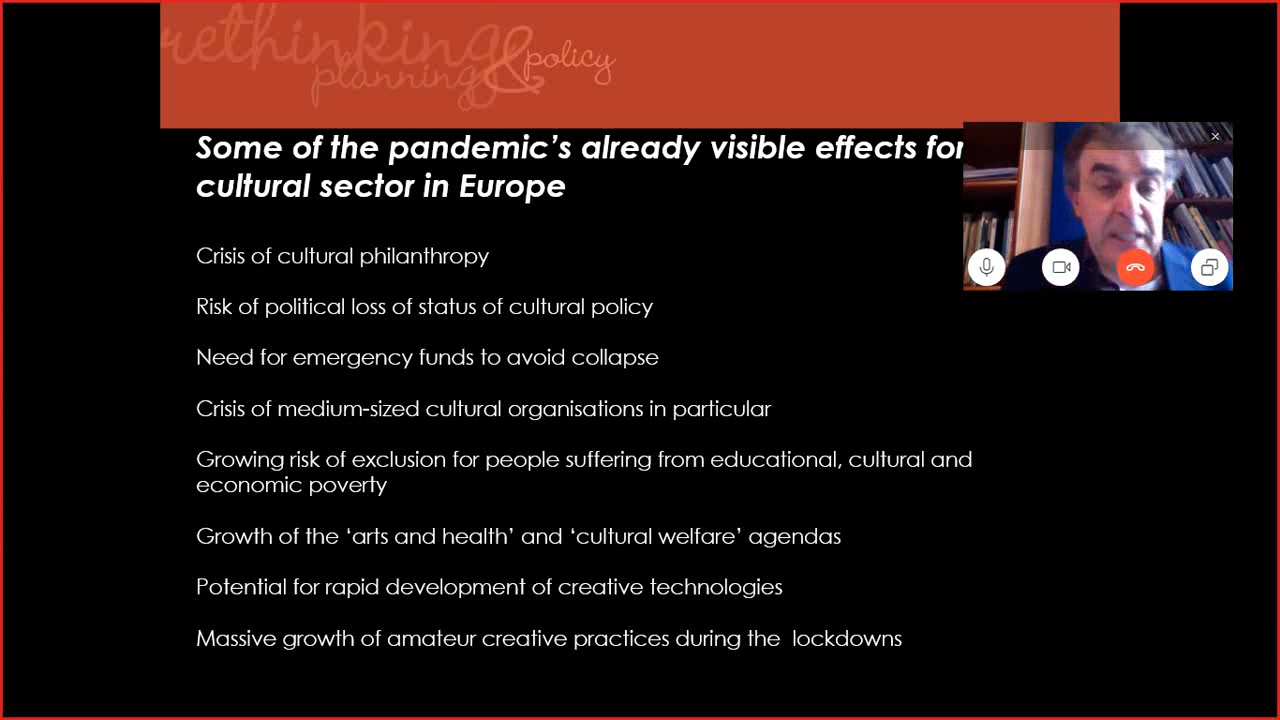 rethinking
planning & policy
Some of the pandemic’s already visible effects for
cultural sector in Europe
Crisis of cultural philanthropy
Risk of political loss of status of cultural policy
Need for emergency funds to avoid collapse
Crisis of medium-sized cultural organisations in particular
Growing risk of exclusion for people suffering from educational, cultural and
economic poverty
Growth of the ‘arts and health’ and ‘cultural welfare’ agendas
Potential for rapid development of creative technologies
Massive growth of amateur creative practices during the  lockdowns